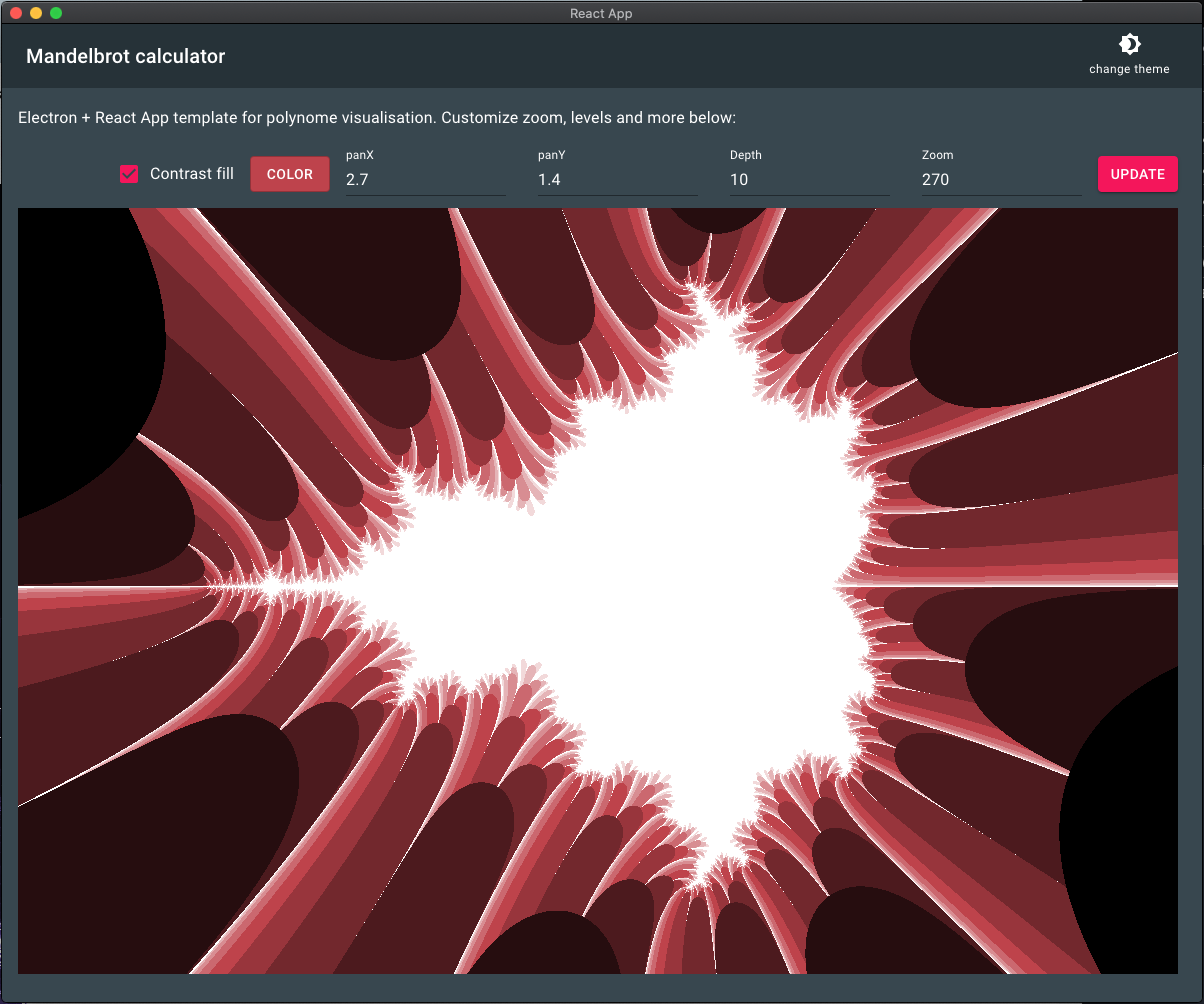 React App
Mandelbrot calculator
change theme
Electron + React App template for polynome visualisation. Customize zoom, levels and more below:
Contrast fill
COLOR
panX
2.7
panY
1.4
Depth
10
Zoom
270
UPDATE